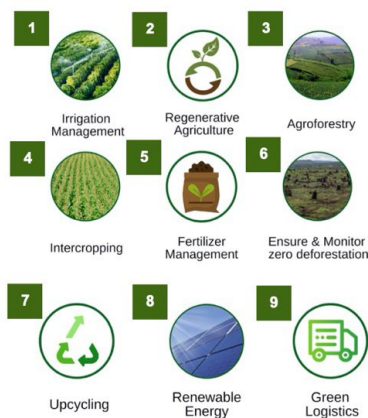 1
2
3
Irrigation
Management
Regenerative
Agriculture
Agroforestry
4
5
6
Intercropping
Fertilizer
Management
Ensure & Monitor
zero deforestation
7
8
9
Upcycling
Renewable
Energy
Green
Logistics